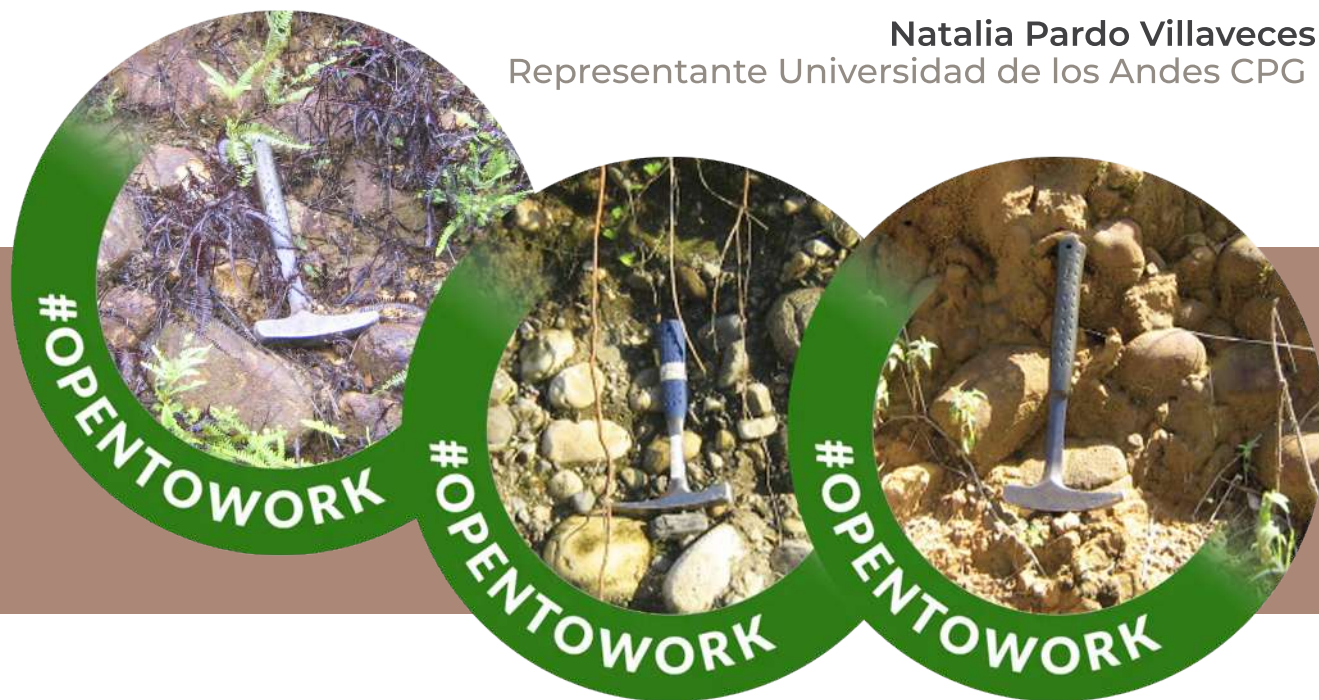 Natalia Pardo Villaveces
Representante Universidad de los Andes CPG
#OPENTOWORK
#OPENTOWORK
#OPENTOWORK